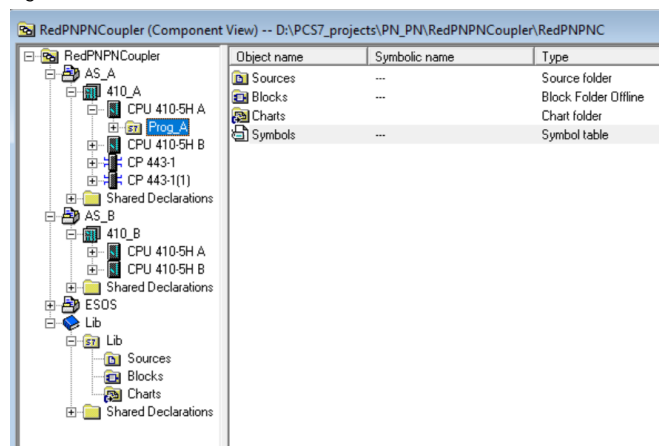 RedPNPNCoupler (Component View) -- D:\PCS7_projects\PN_PN\RedPNPNCoupler\RedPNPNC
RedPNPNCoupler
AS_A
410_A
CPU 410-5H A
Prog_A
CPU 410-5H B
CP 443-1
CP 443-1(1)
Shared Declarations
AS_B
410_B
CPU 410-5H A
CPU 410-5H B
Shared Declarations
ESOS
Lib
Lib
Sources
Blocks
Charts
Shared Declarations
Object name Symbolic name Type
Sources --- Source folder
Blocks --- Block Folder Offline
Charts Chart folder
Symbols --- Symbol table